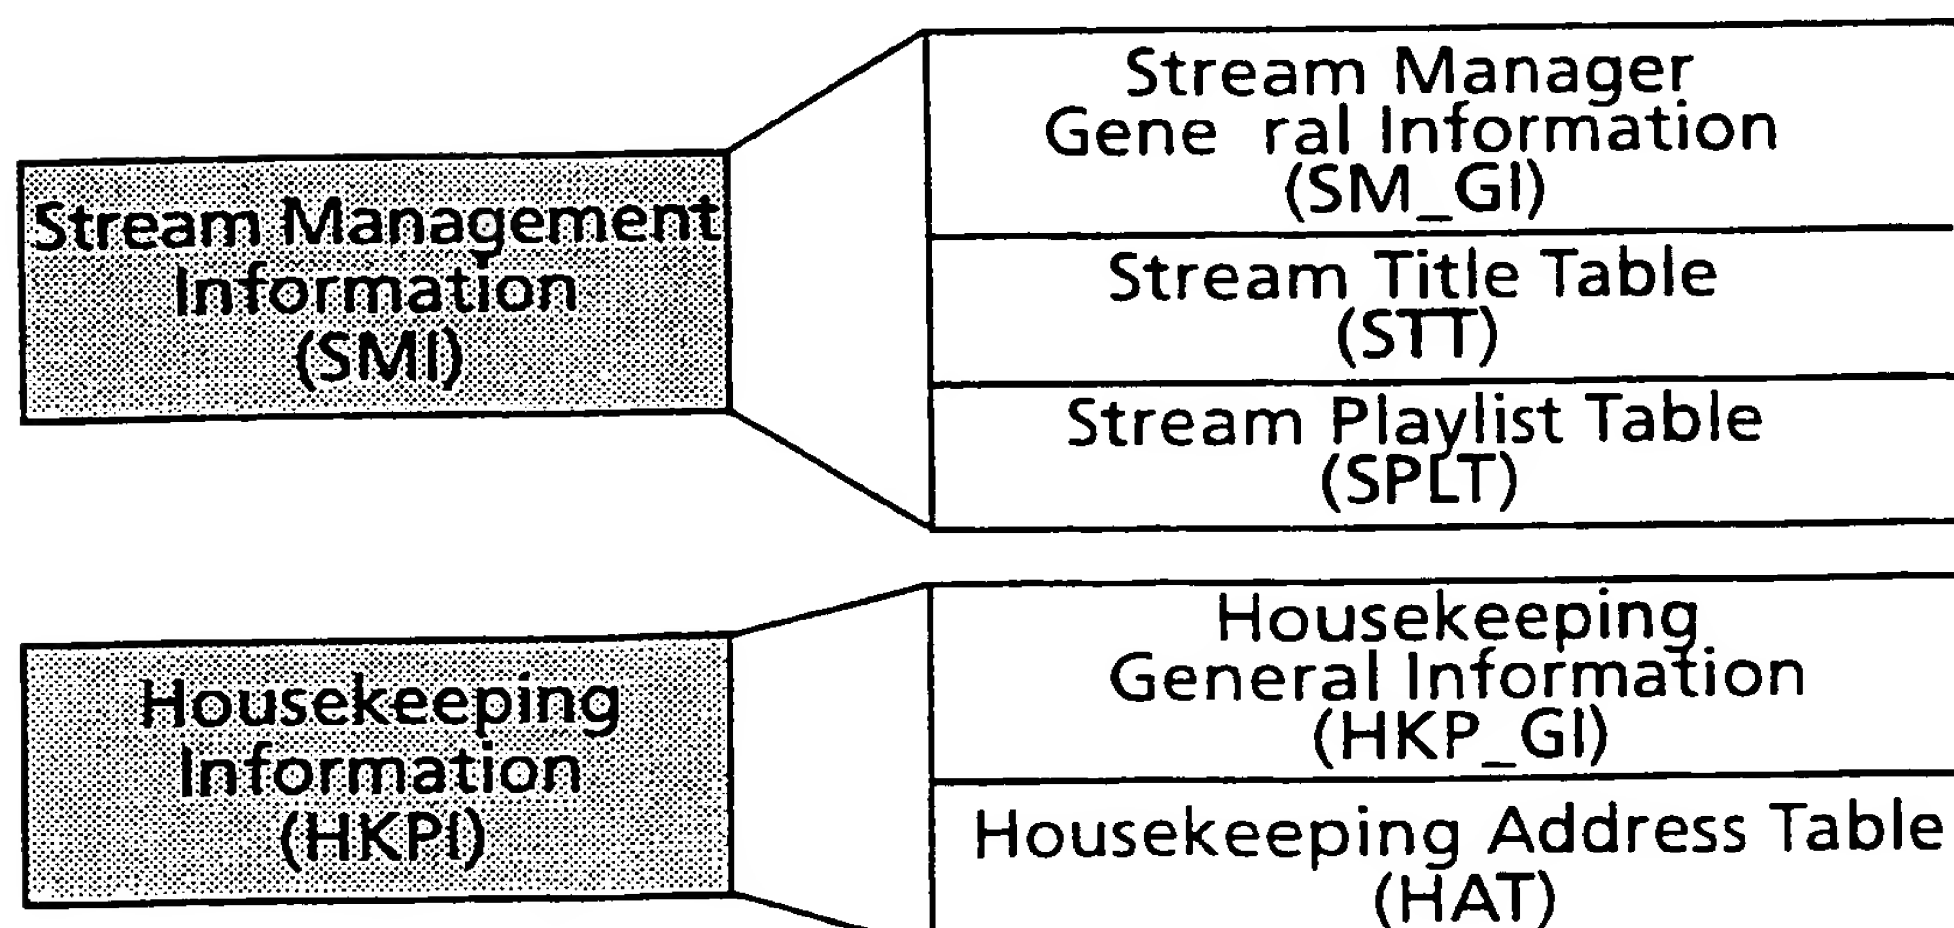 Stream Management
Information
(SMI)
Stream Manager
Gene ral Information
(SM_GI)
Stream Title Table
(STT)
Stream Playlist Table
(SPLT)
Housekeeping
Information
(HKPI)
Housekeeping
General Information
(HKP_GI)
Housekeeping Address Table
(HAT)